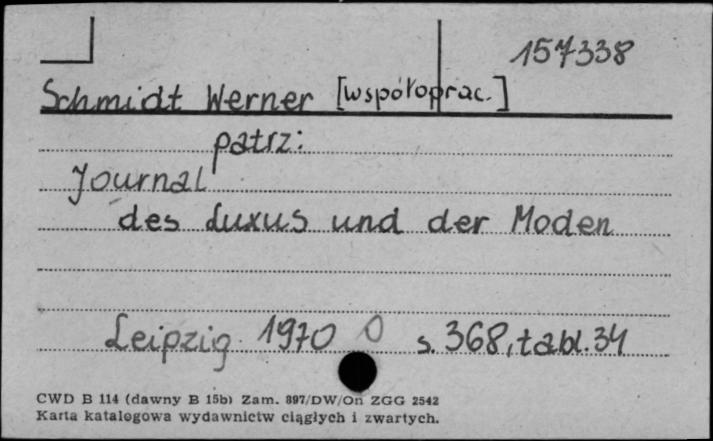 157338
Schmidt Werner [współoprac.]
patrz:
Journal
des Luxus und der Moden
Leipzig 1970 O s. 368, tabl. 34
CWD B 114 (dawny B 15b) Zam. 897/DW/On ZGG 2542
Karta katalogowa wydawnictw ciągłych i zwartych.